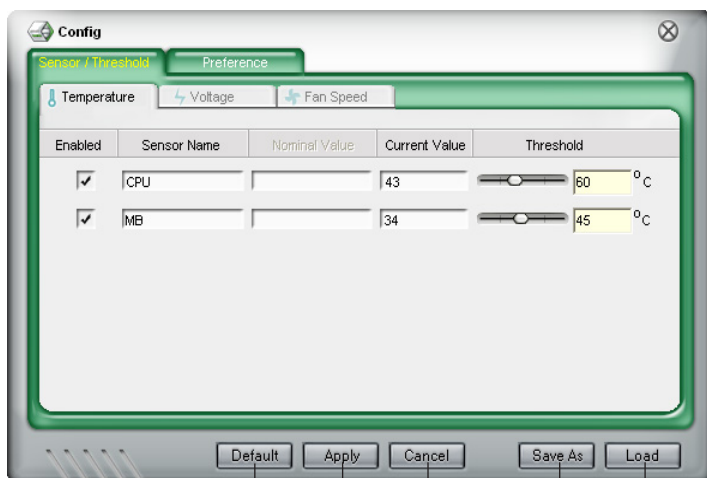 Config
Sensor / Threshold Preference
Temperature Voltage Fan Speed
Enabled Sensor Name Nominal Value Current Value Threshold
CPU 43 60 °C
MB 34 45 °C
Default Apply Cancel Save As Load